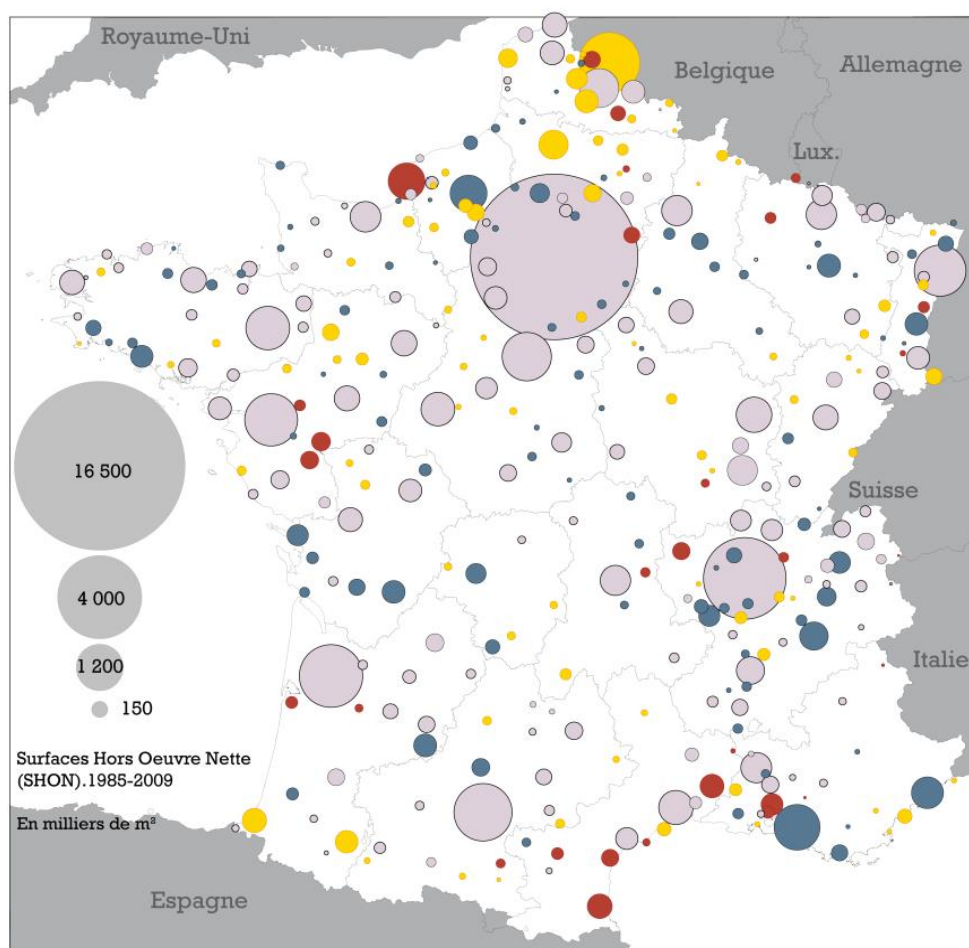 Royaume-Uni
Belgique
Allemagne
Lux.
Suisse
Italie
Espagne
16 500
4 000
1 200
150
Surfaces Hors Oeuvre Nette
(SHON).1985-2009
En milliers de m²